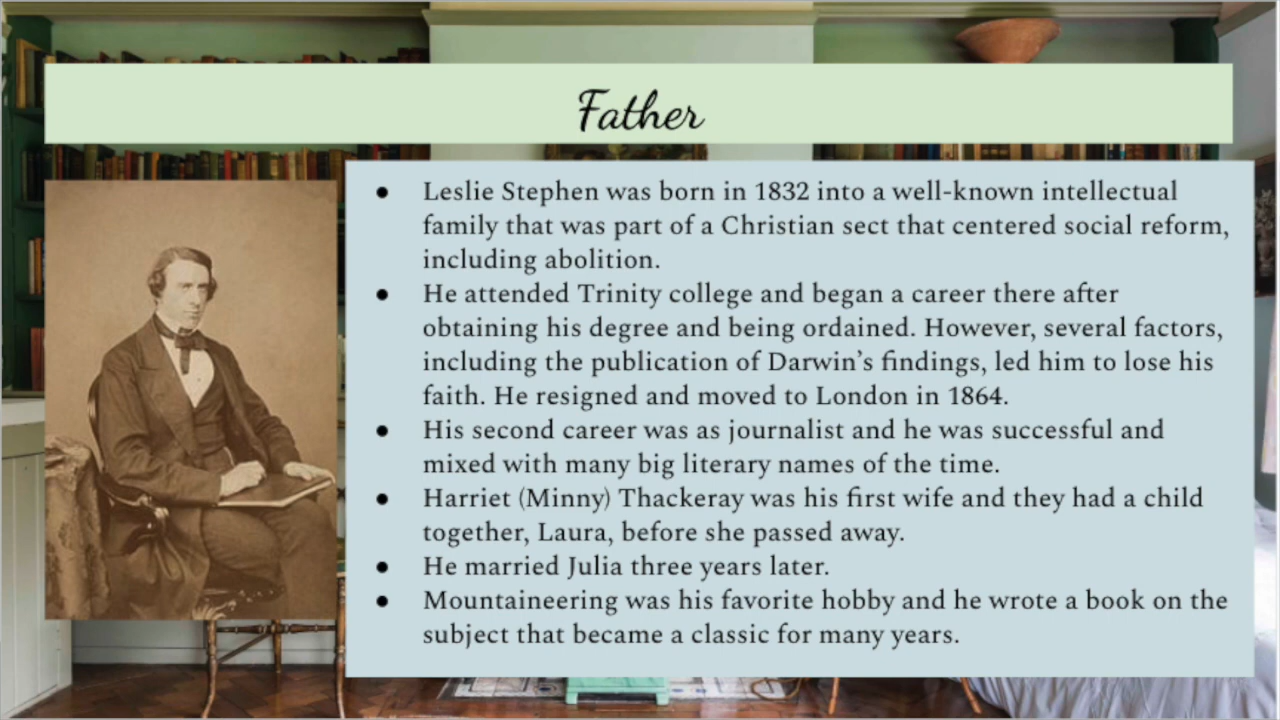 Father
● Leslie Stephen was born in 1832 into a well-known intellectual
family that was part of a Christian sect that centered social reform,
including abolition.
● He attended Trinity college and began a career there after
obtaining his degree and being ordained. However, several factors,
including the publication of Darwin’s findings, led him to lose his
faith. He resigned and moved to London in 1864.
● His second career was as journalist and he was successful and
mixed with many big literary names of the time.
● Harriet (Minny) Thackeray was his first wife and they had a child
together, Laura, before she passed away.
● He married Julia three years later.
● Mountaineering was his favorite hobby and he wrote a book on the
subject that became a classic for many years.